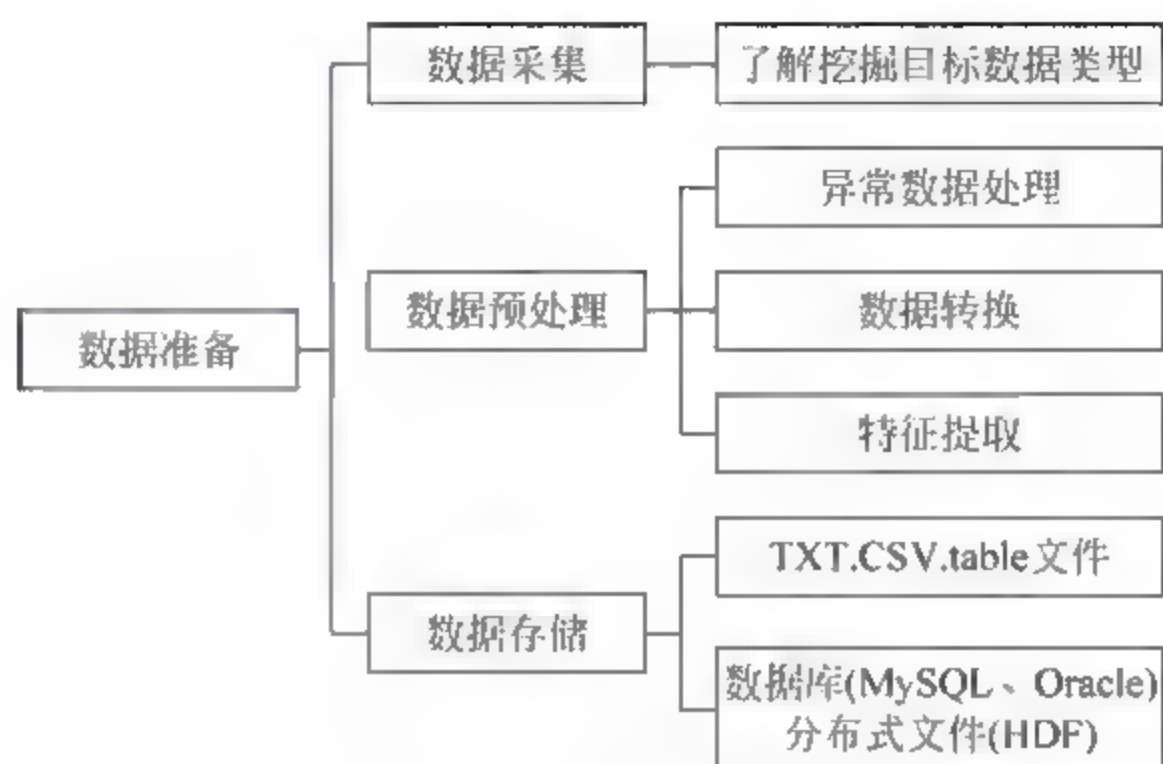 数据采集
了解挖掘目标数据类型
异常数据处理
数据准备
数据预处理
数据转换
特征提取
数据存储
TXT.CSV.table文件
数据库(MySQL、Oracle)
分布式文件(HDF)